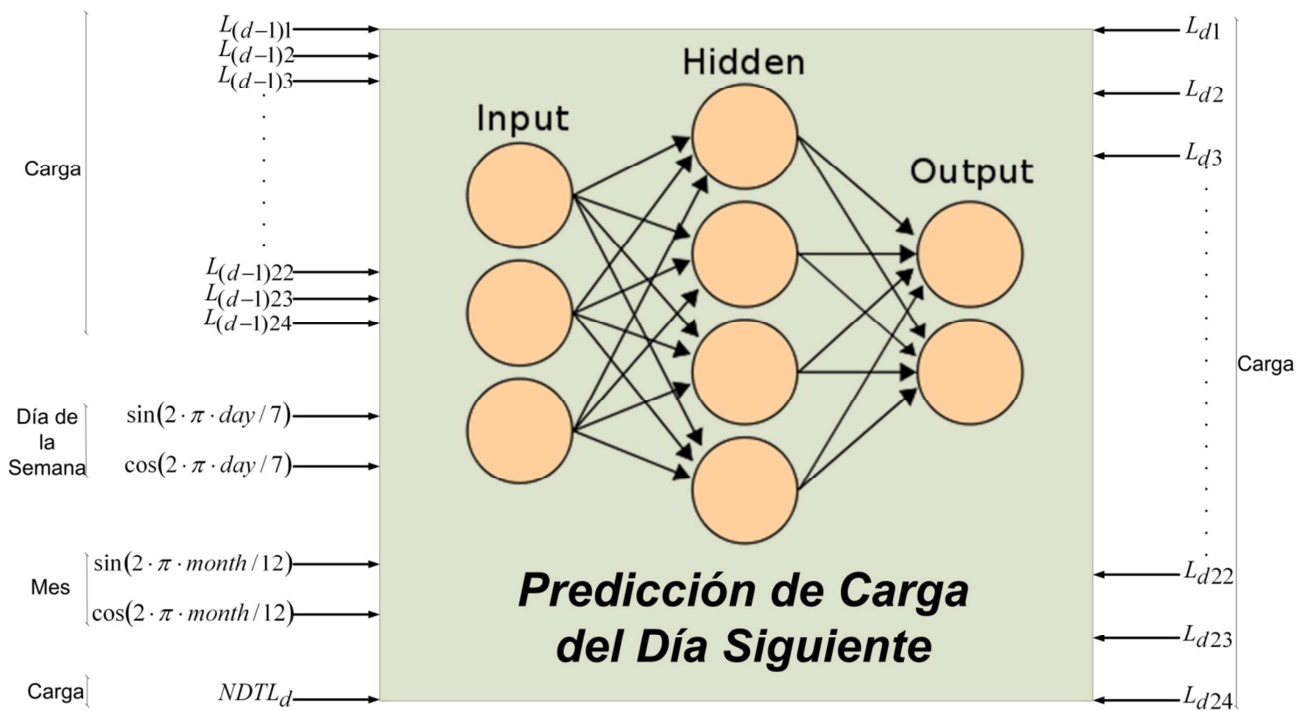 Carga
L(d−1)1
L(d−1)2
L(d−1)3
L(d−1)22
L(d−1)23
L(d−1)24
Día de
la
Semana
sin(2·π·day/7)
cos(2·π·day/7)
Mes
sin(2·π·month/12)
cos(2·π·month/12)
Carga
NDTLd
Input
Hidden
Output
Predicción de Carga
del Día Siguiente
Ld1
Ld2
Ld3
Ld22
Ld23
Ld24
Carga